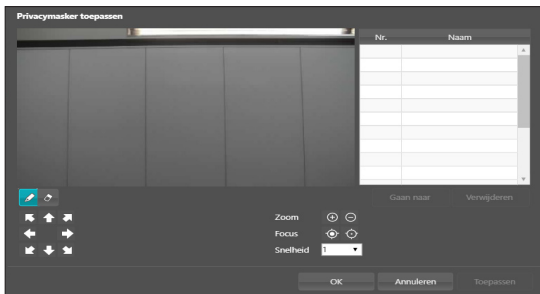 Privacymasker toepassen
Nr. Naam
Gaan naar Verwijderen
Zoom
Focus
Snelheid 1
OK Annuleren Toepassen